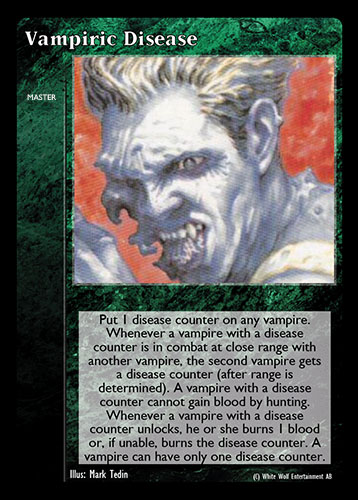 Vampiric Disease
MASTER
Put 1 disease counter on any vampire.
Whenever a vampire with a disease
counter is in combat at close range with
another vampire, the second vampire gets
a disease counter (after range is
determined). A vampire with a disease
counter cannot gain blood by hunting.
Whenever a vampire with a disease
counter unlocks, he or she burns 1 blood
or, if unable, burns the disease counter. A
vampire can have only one disease counter.
Illus: Mark Tedin
(C) White Wolf Entertainment AB